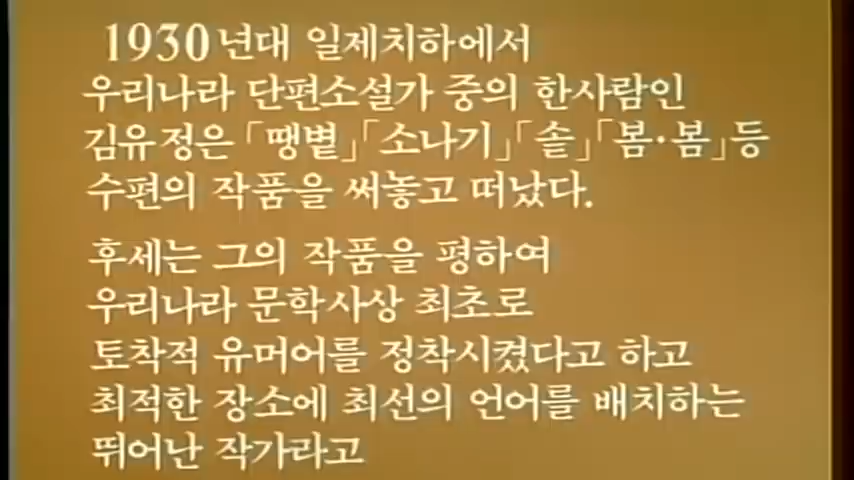 1930년대 일제치하에서
우리나라 단편소설가 중의 한사람인
김유정은 「땡볕」「소나기」「솥」「봄·봄」등
수편의 작품을 써놓고 떠났다.
후세는 그의 작품을 평하여
우리나라 문학사상 최초로
토착적 유머어를 정착시켰다고 하고
최적한 장소에 최선의 언어를 배치하는
뛰어난 작가라고